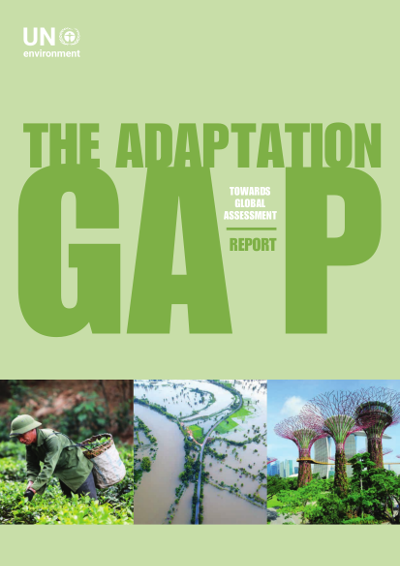 UN
environment
THE ADAPTATION
GAP
TOWARDS
GLOBAL
ASSESSMENT
REPORT